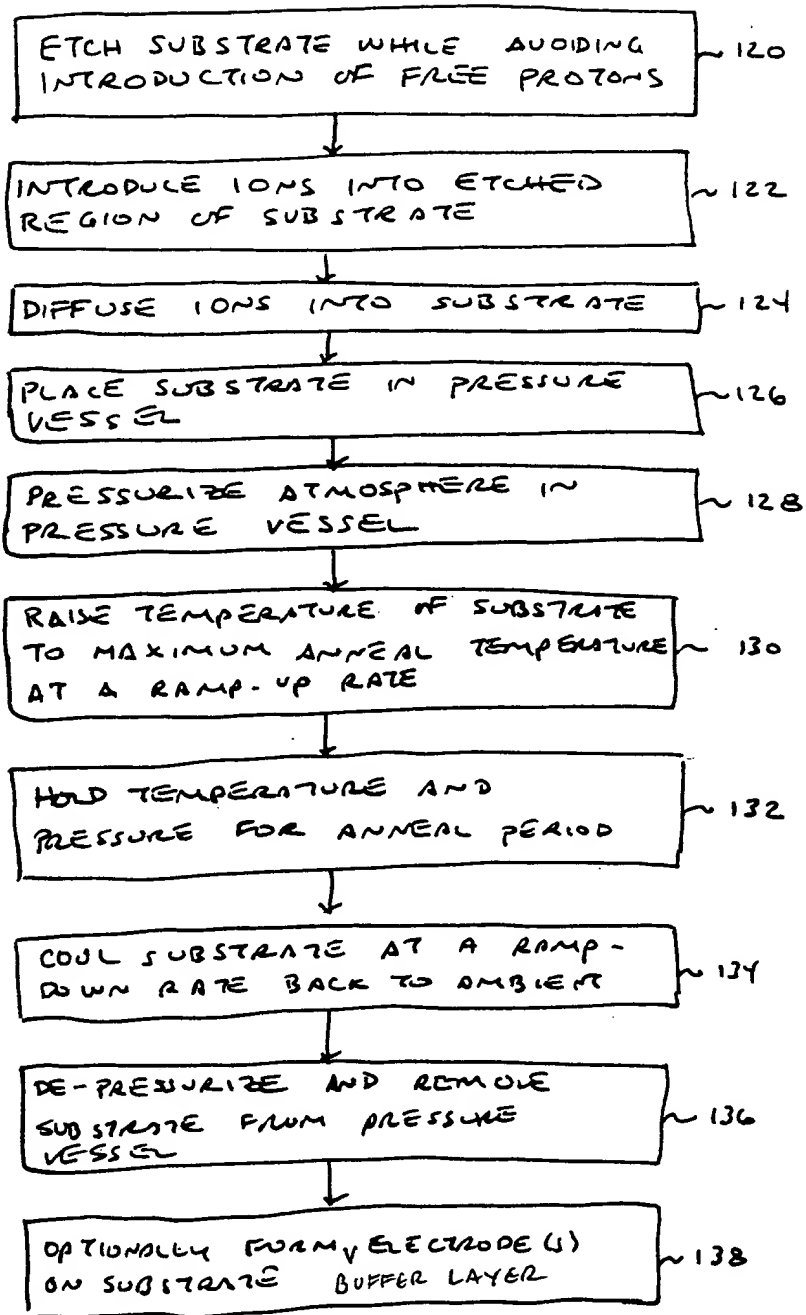 ETCH SUBSTRATE WHILE AVOIDING ~ 120
INTRODUCTION OF FREE PROTONS
INTRODUCE IONS INTO ETCHED ~ 122
REGION OF SUBSTRATE
DIFFUSE IONS INTO SUBSTRATE ~ 124
PLACE SUBSTRATE IN PRESSURE ~ 126
VESSEL
PRESSURIZE ATMOSPHERE IN ~ 128
PRESSURE VESSEL
RAISE TEMPERATURE OF SUBSTRATE
TO MAXIMUM ANNEAL TEMPERATURE ~ 130
AT A RAMP-UP RATE
HOLD TEMPERATURE AND ~ 132
PRESSURE FOR ANNEAL PERIOD
COOL SUBSTRATE AT A RAMP-
DOWN RATE BACK TO AMBIENT ~ 134
DE-PRESSURIZE AND REMOVE
SUBSTRATE FROM PRESSURE ~ 136
VESSEL
OPTIONALLY FORM ELECTRODE(S) ~ 138
ON SUBSTRATE BUFFER LAYER